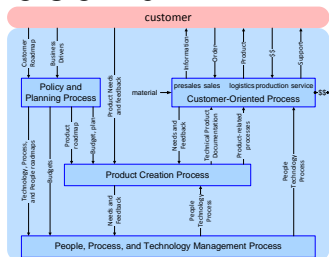 customer
Customer
Roadmap
Business
Drivers
Product Needs
and feedback
Information
Order
Product
$$
Support
Policy and
Planning Process
material
presales sales
logistics production service
Customer-Oriented Process
$$
Technology, Process,
and People roadmaps
Budgets
Product
roadmap
Budget, plan
Needs and
Feedback
Technical Product
Documentation
Product-related
processes
People
Technology
Process
Product Creation Process
Needs and
Feedback
People
Technology
Process
People, Process, and Technology Management Process